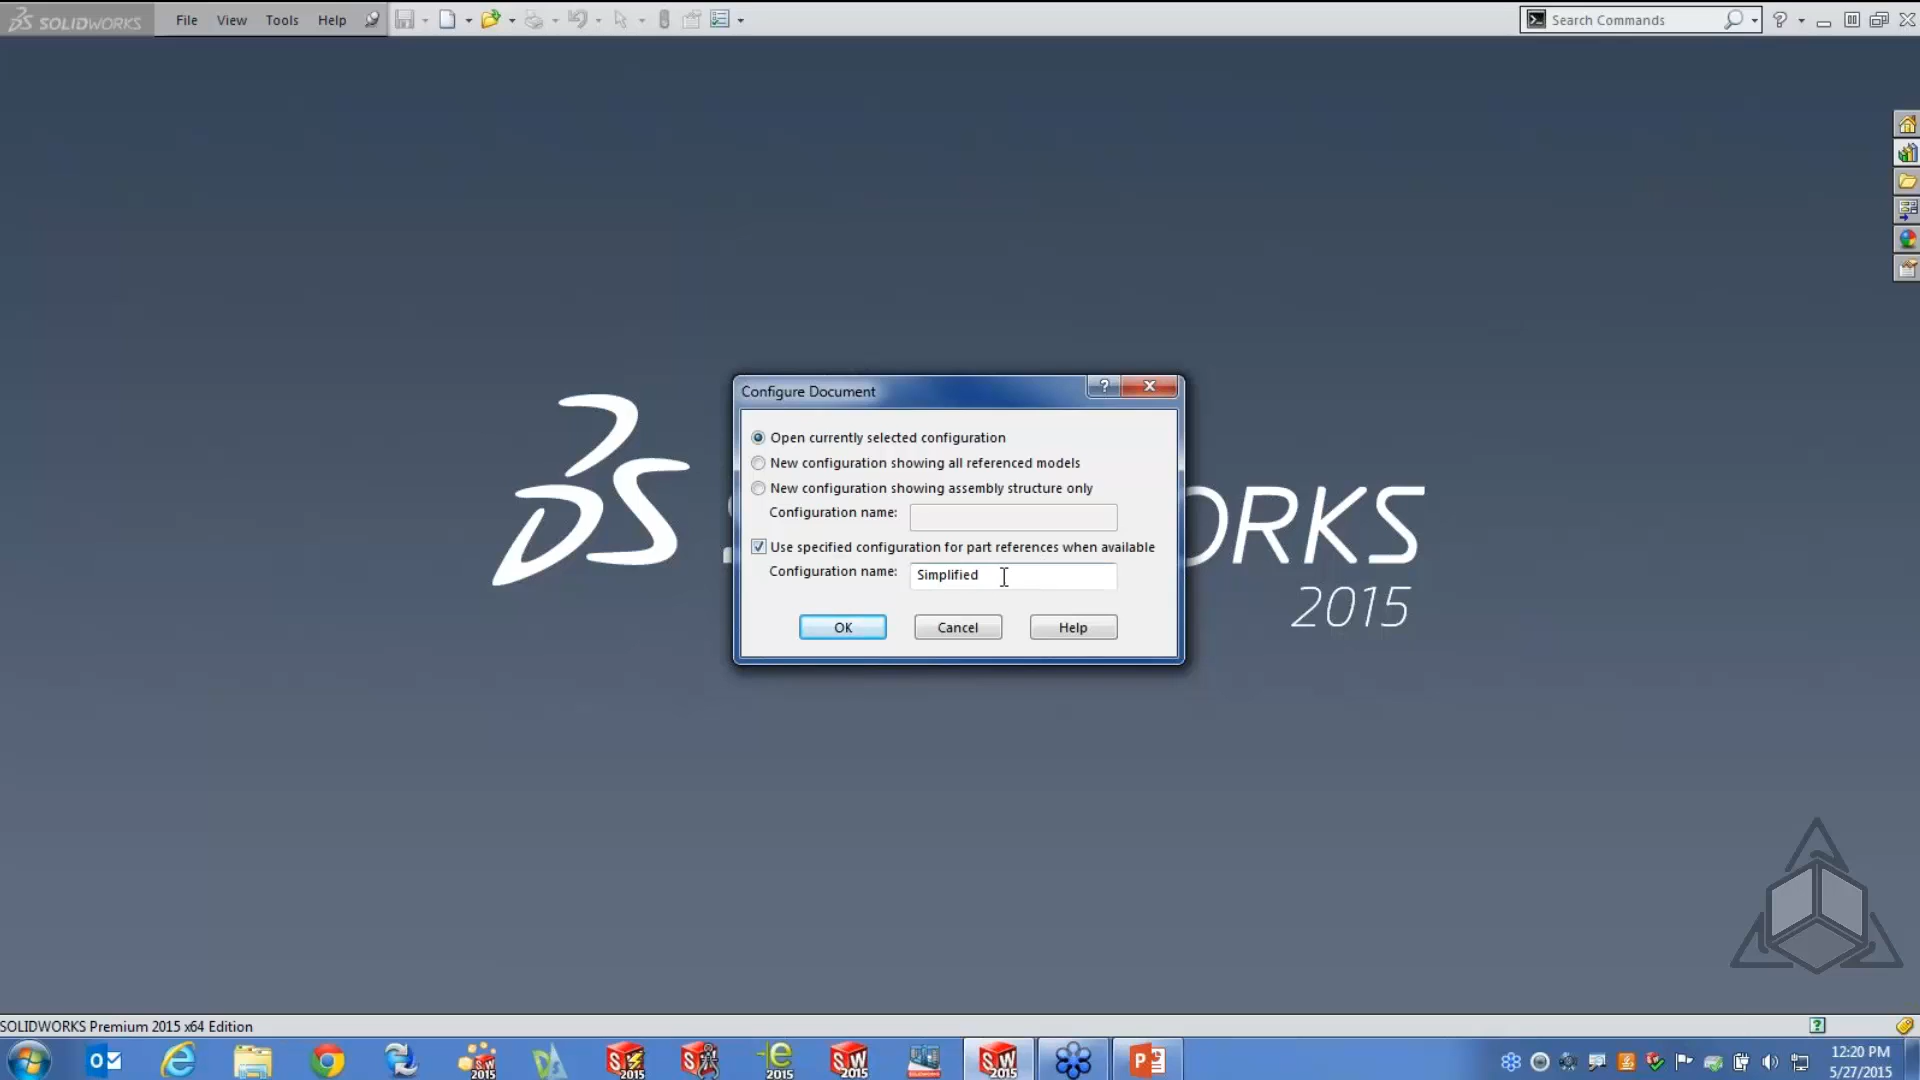 SOLIDWORKS File View Tools Help Search Commands
Configure Document
Open currently selected configuration
New configuration showing all referenced models
New configuration showing assembly structure only
Configuration name:
Use specified configuration for part references when available
Configuration name: Simplified
OK Cancel Help
ORKS
2015
SOLIDWORKS Premium 2015 x64 Edition
12:20 PM
5/27/2015